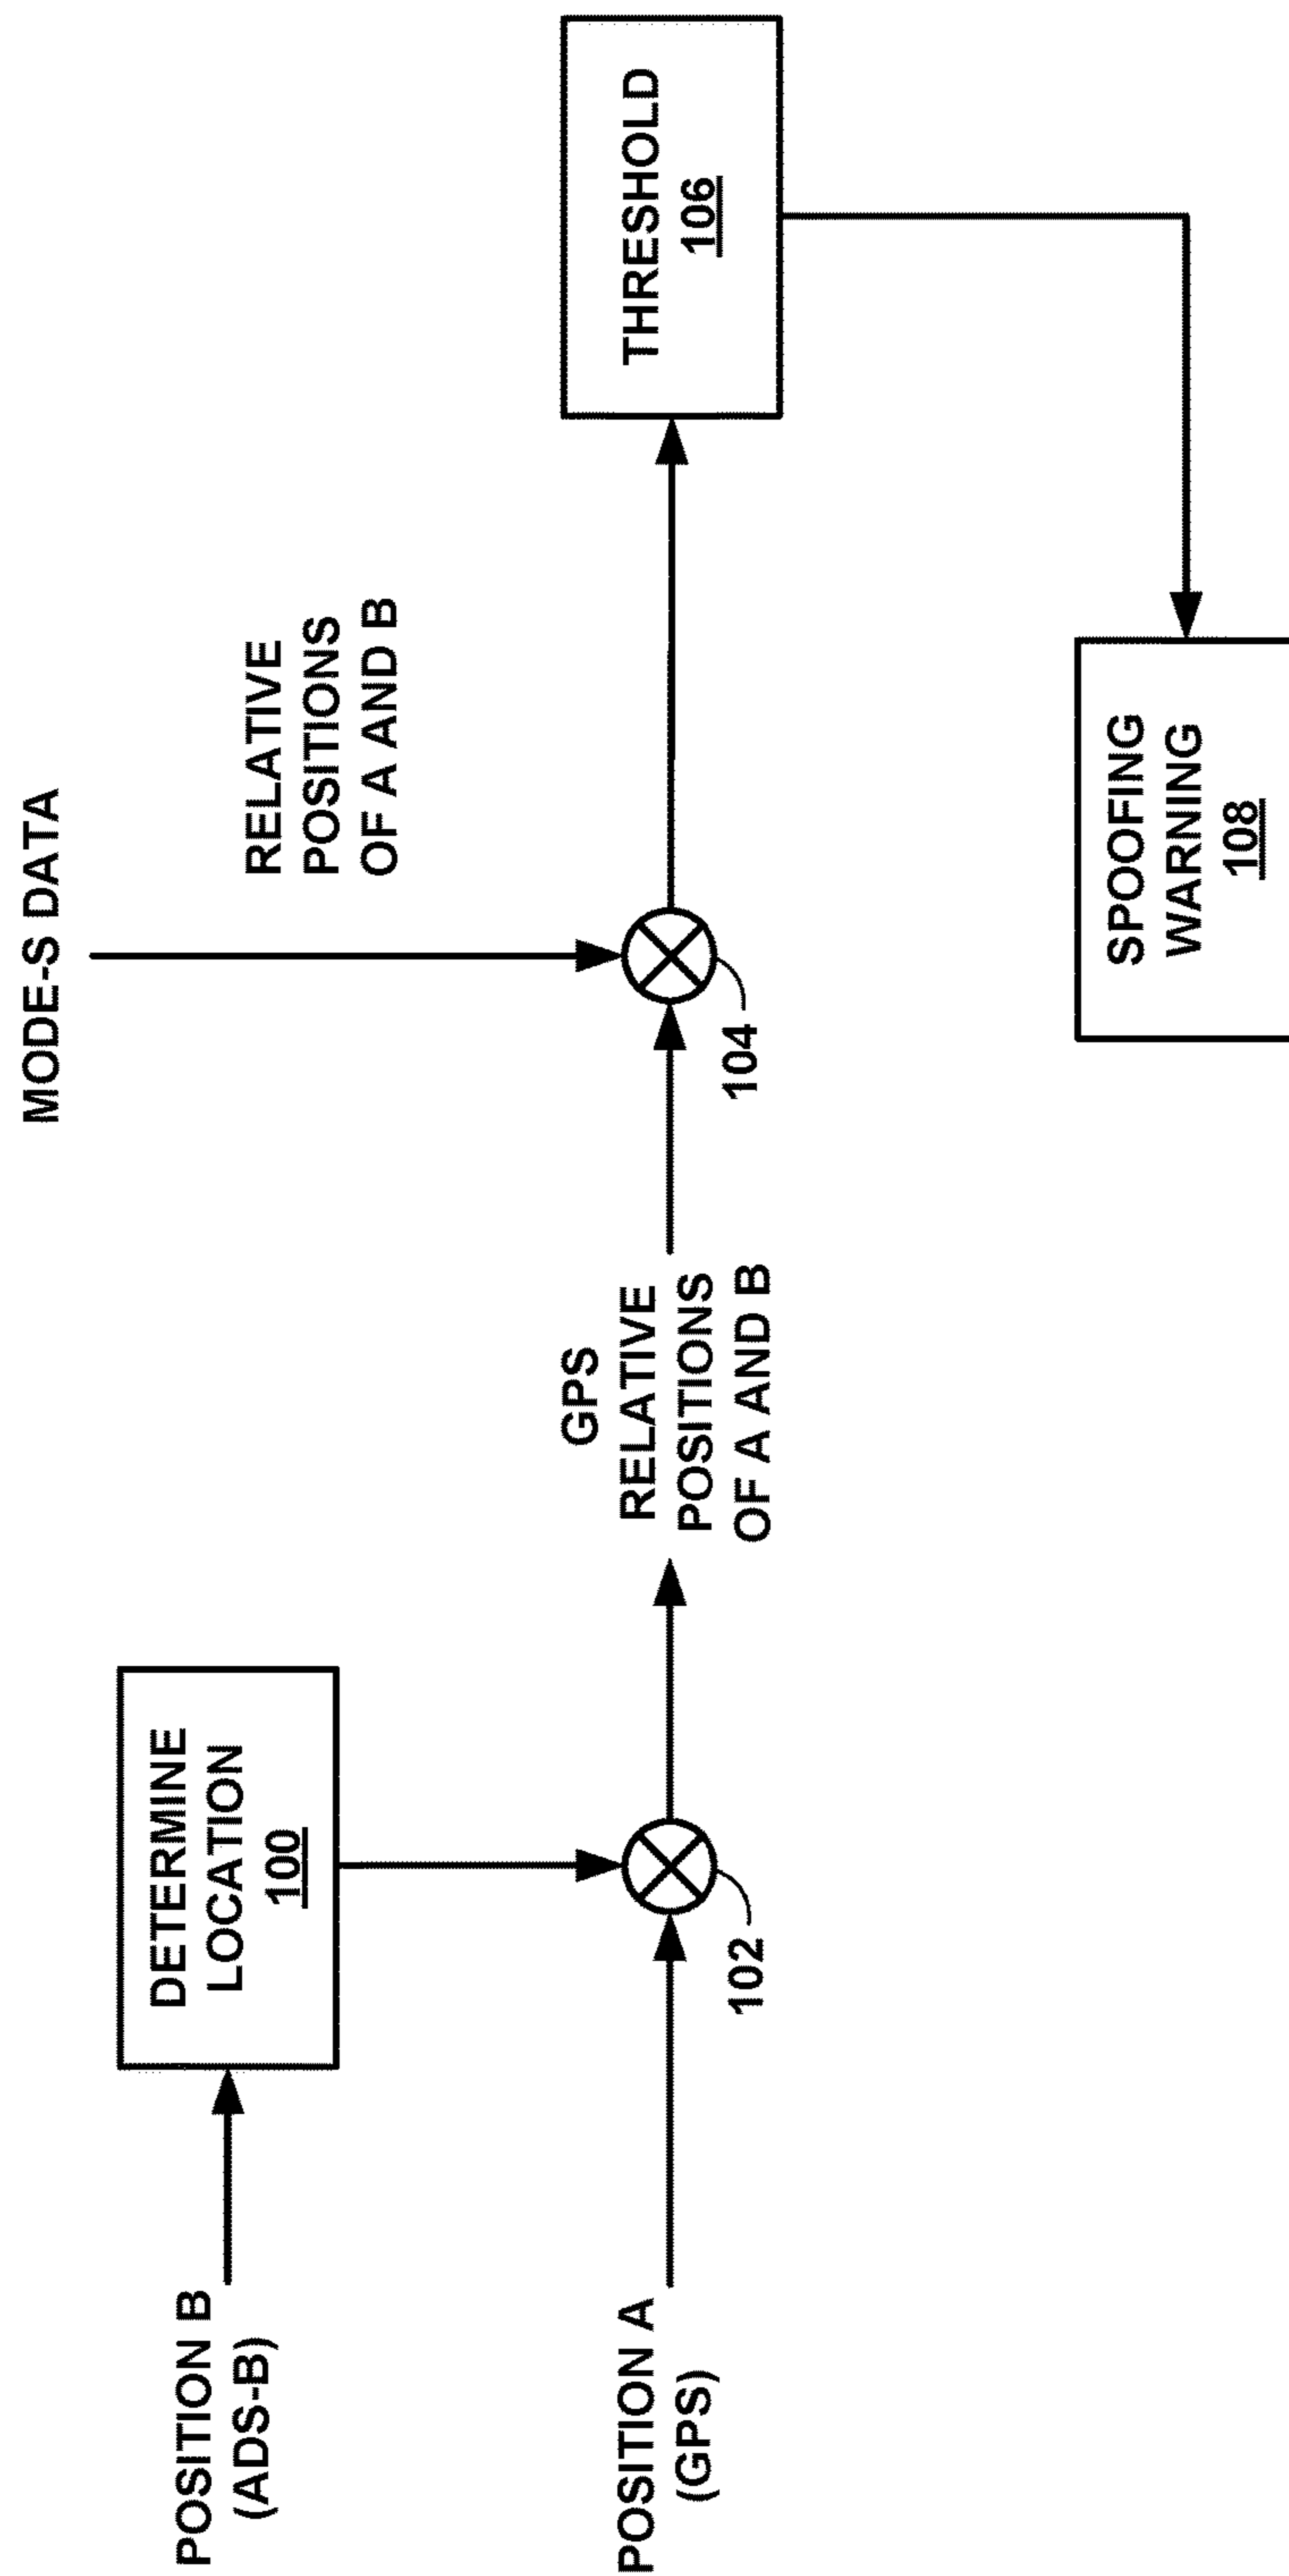 MODE-S DATA
RELATIVE
POSITIONS
OF A AND B
POSITION B
(ADS-B)
DETERMINE
LOCATION
100
POSITION A
(GPS)
102
GPS
RELATIVE
POSITIONS
OF A AND B
104
THRESHOLD
106
SPOOFING
WARNING
108